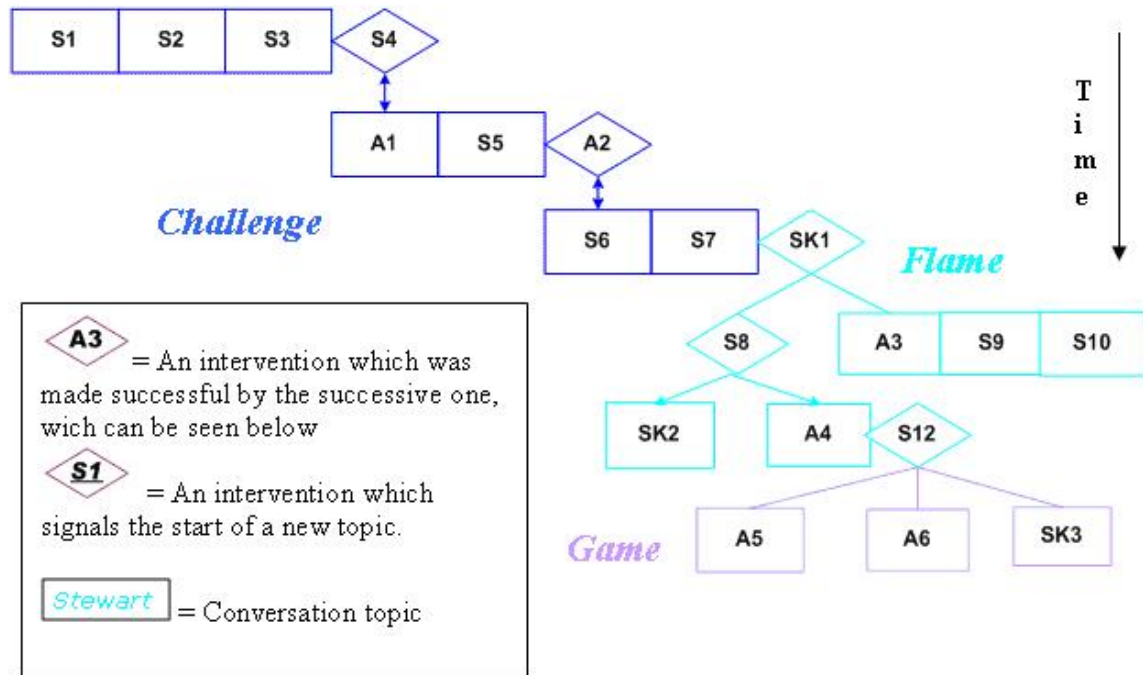 S1 S2 S3 S4
T
i
m
e
A1 S5 A2
Challenge
S6 S7 SK1
Flame
S8 A3 S9 S10
SK2 A4 S12
Game
A5 A6 SK3
A3 = An intervention which was
made successful by the successive one,
wich can be seen below
S1 = An intervention which
signals the start of a new topic.
Stewart = Conversation topic